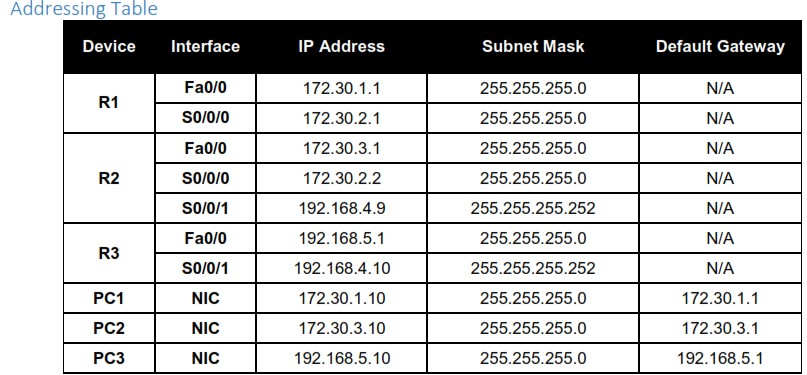 Addressing Table
Device Interface IP Address Subnet Mask Default Gateway
R1 Fa0/0 172.30.1.1 255.255.255.0 N/A
S0/0/0 172.30.2.1 255.255.255.0 N/A
R2 Fa0/0 172.30.3.1 255.255.255.0 N/A
S0/0/0 172.30.2.2 255.255.255.0 N/A
S0/0/1 192.168.4.9 255.255.255.252 N/A
R3 Fa0/0 192.168.5.1 255.255.255.0 N/A
S0/0/1 192.168.4.10 255.255.255.252 N/A
PC1 NIC 172.30.1.10 255.255.255.0 172.30.1.1
PC2 NIC 172.30.3.10 255.255.255.0 172.30.3.1
PC3 NIC 192.168.5.10 255.255.255.0 192.168.5.1